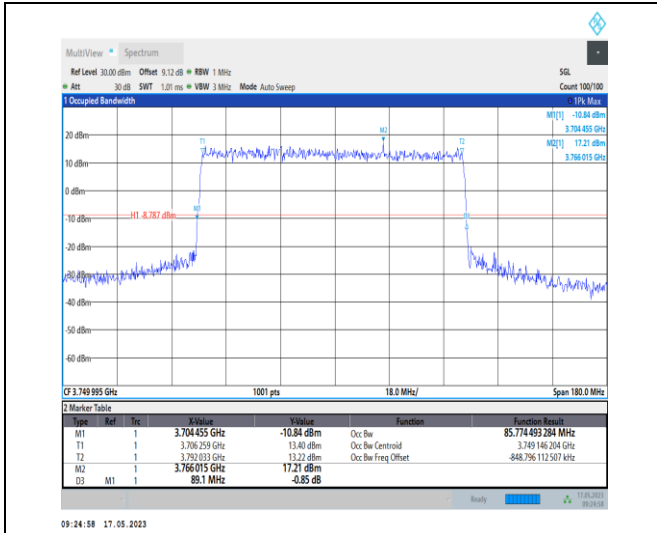 MultiView Spectrum
Ref Level 30.00 dBm Offset 9.12 dB RBW 1 MHz SGL
Att 30 dB SWT 1.01 ms VBW 3 MHz Mode Auto Sweep Count 100/100
1 Occupied Bandwidth 1Pk Max
M1[1] -10.84 dBm
3.704 455 GHz
M2[1] 17.21 dBm
3.766 015 GHz
20 dBm
T1
M2
T2
10 dBm
0 dBm
-10 dBm
H1 -8.787 dBm
-20 dBm
-30 dBm
-40 dBm
-50 dBm
-60 dBm
CF 3.749 995 GHz 1001 pts 18.0 MHz/ Span 180.0 MHz
2 Marker Table
Type Ref Trc X-Value Y-Value Function Function Result
M1 1 3.704 455 GHz -10.84 dBm Occ Bw 85.774 493 284 MHz
T1 1 3.706 259 GHz 13.40 dBm Occ Bw Centroid 3.749 146 204 GHz
T2 1 3.792 033 GHz 13.22 dBm Occ Bw Freq Offset -848.796 112 507 kHz
M2 1 3.766 015 GHz 17.21 dBm
D3 M1 1 89.1 MHz -0.85 dB
Ready 17.05.2023
09:24:58
09:24:58 17.05.2023